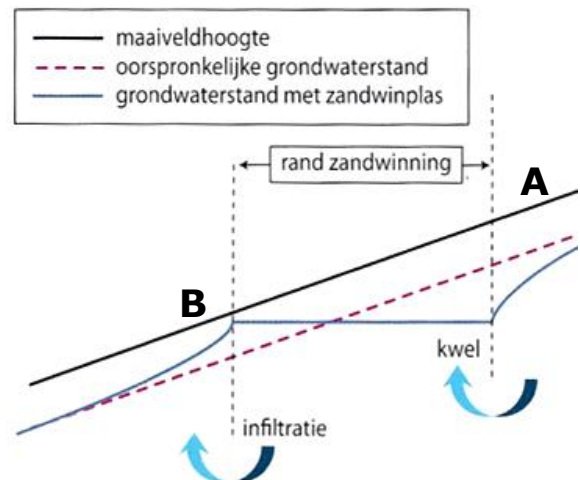 maaiveldhoogte
oorspronkelijke grondwaterstand
grondwaterstand met zandwinplas
rand zandwinning
A
B
kwel
infiltratie